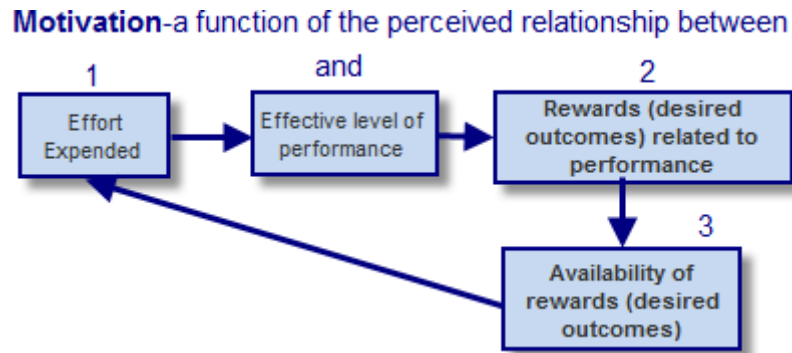 Motivation-a function of the perceived relationship between
1
and
2
Effort
Expended
Effective level of
performance
Rewards (desired
outcomes) related to
performance
3
Availability of
rewards (desired
outcomes)